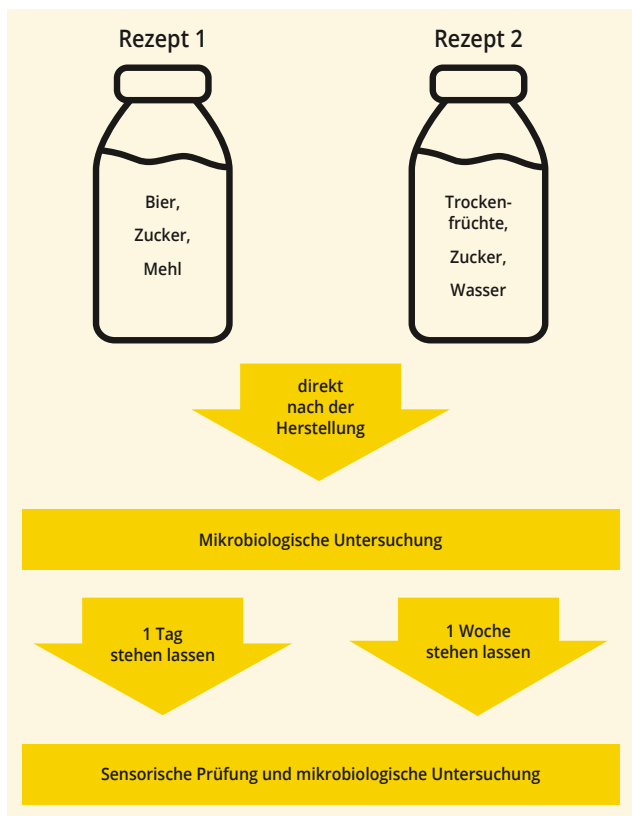 Rezept 1
Rezept 2
Bier,
Zucker,
Mehl
Trocken-
früchte,
Zucker,
Wasser
direkt
nach der
Herstellung
Mikrobiologische Untersuchung
1 Tag
stehen lassen
1 Woche
stehen lassen
Sensorische Prüfung und mikrobiologische Untersuchung